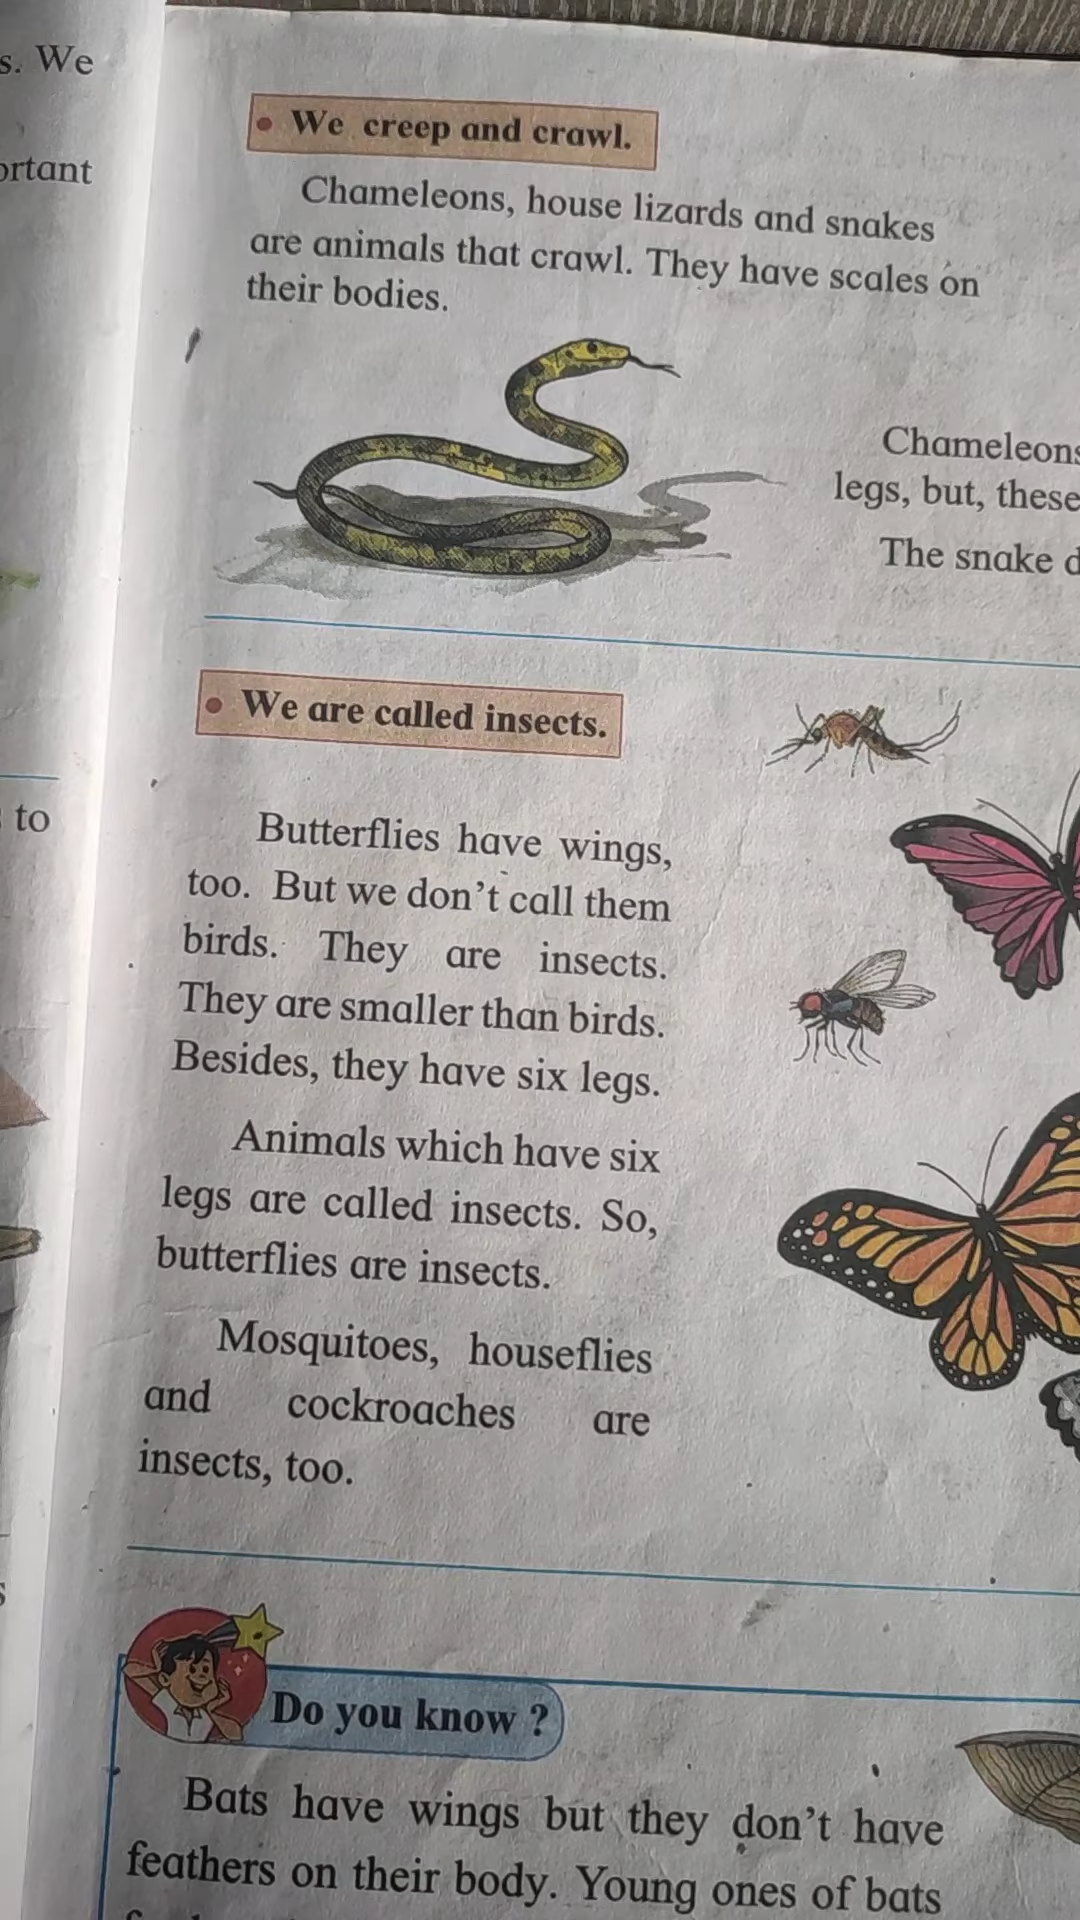 s. We
ortant
to
• We creep and crawl.
Chameleons, house lizards and snakes
are animals that crawl. They have scales on
their bodies.
Chameleons
legs, but, these
The snake d
• We are called insects.
Butterflies have wings,
too. But we don't call them
birds. They are insects.
They are smaller than birds.
Besides, they have six legs.
Animals which have six
legs are called insects. So,
butterflies are insects.
Mosquitoes, houseflies
and cockroaches are
insects, too.
Do you know ?
Bats have wings but they don't have
feathers on their body. Young ones of bats